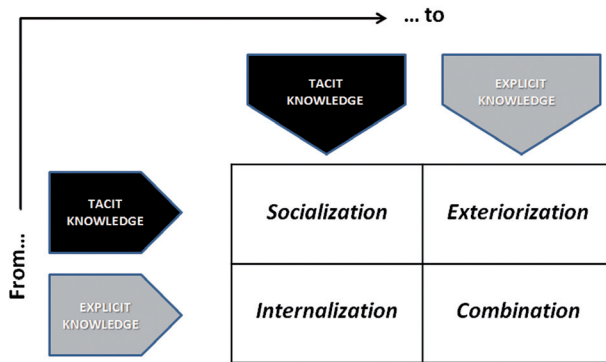 ... to
TACIT
KNOWLEDGE
EXPLICIT
KNOWLEDGE
From...
TACIT
KNOWLEDGE
Socialization
Exteriorization
EXPLICIT
KNOWLEDGE
Internalization
Combination